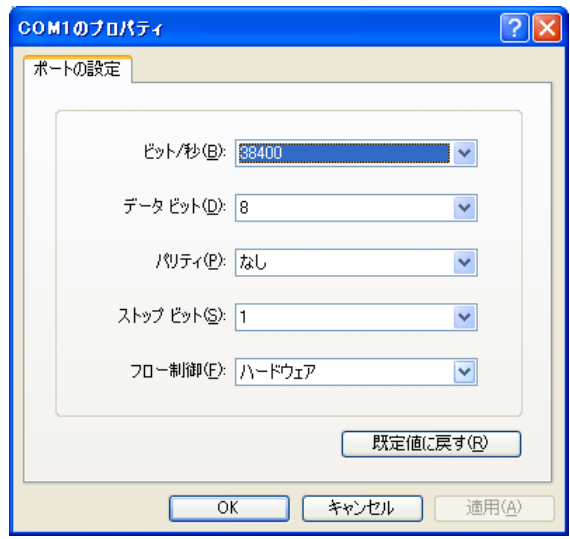 COM1のプロパティ
ポートの設定
ビット/秒(B): 38400
データ ビット(D): 8
パリティ(P): なし
ストップ ビット(S): 1
フロー制御(F): ハードウェア
既定値に戻す(R)
OK キャンセル 適用(A)